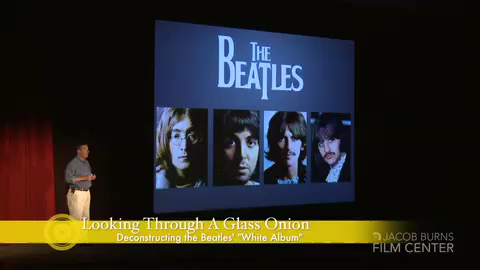 THE
BEATLES
Looking Through A Glass Onion
Deconstructing the Beatles' "White Album"
JACOB BURNS
FILM CENTER